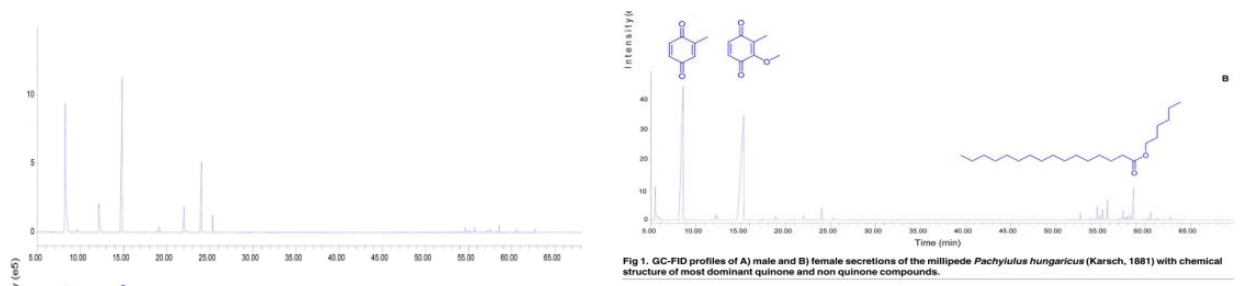 10
5
0
5.00 10.00 15.00 20.00 25.00 30.00 35.00 40.00 45.00 50.00 55.00 60.00 65.00
y (e5)
Intensity (e
O
O
O
O
O
B
40
30
20
10
0
O
O
5.00 10.00 15.00 20.00 25.00 30.00 35.00 40.00 45.00 50.00 55.00 60.00 65.00
Time (min)
Fig 1. GC-FID profiles of A) male and B) female secretions of the millipede Pachyiulus hungaricus (Karsch, 1881) with chemical
structure of most dominant quinone and non quinone compounds.